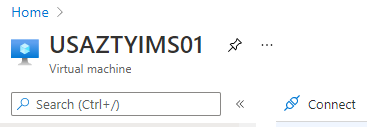 Home >
USAZTYIMS01
Virtual machine
Search (Ctrl+/)
Connect